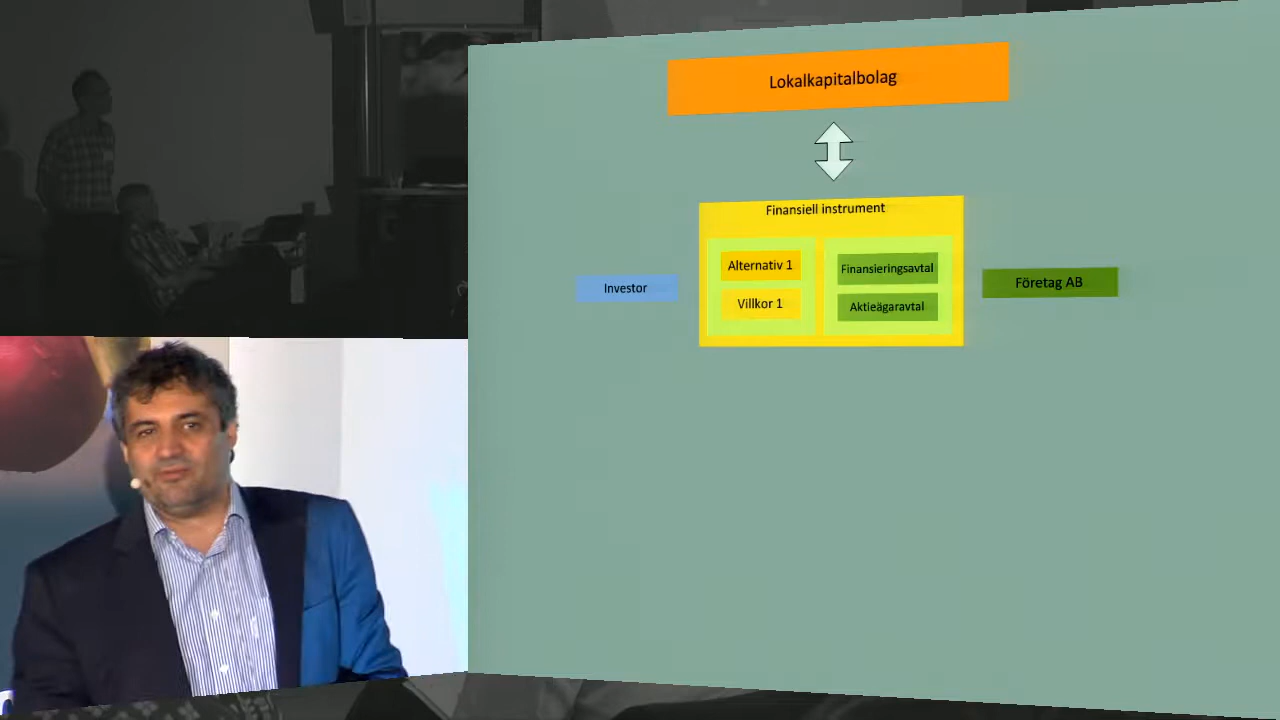 Lokalkapitalbolag
Finansiell instrument
Alternativ 1
Villkor 1
Finansieringsavtal
Aktieägaravtal
Investor
Företag AB